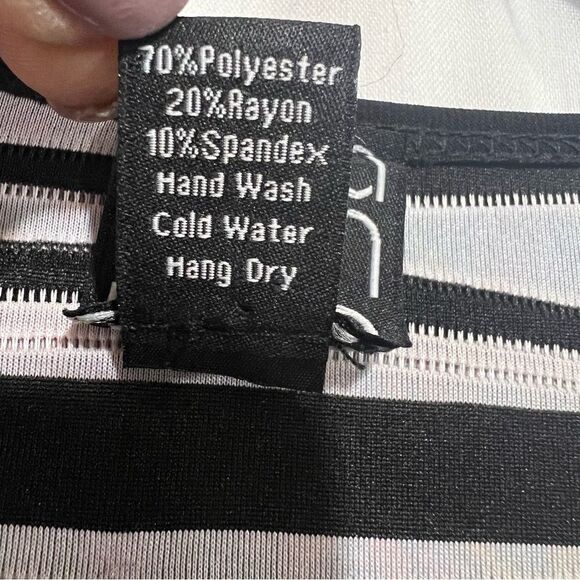 70%Polyester
20%Rayon
10%Spandex
Hand Wash
Cold Water
Hang Dry